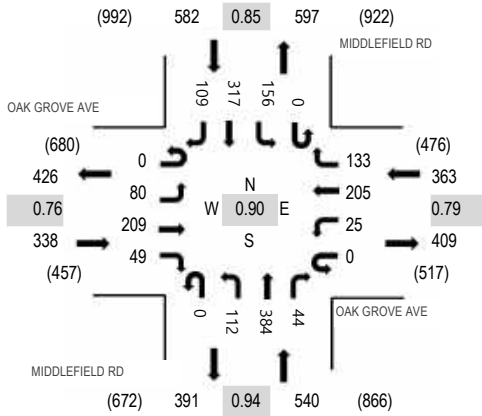 (992) 582 0.85 597 (922)
MIDDLEFIELD RD
109 317 156 0
OAK GROVE AVE
(680) (476)
0 133
426 363
80 205
N
0.76 W 0.90 E 0.79
209 25
S
338 409
49 0
(457) (517)
0 112 384 44
OAK GROVE AVE
MIDDLEFIELD RD
(672) 391 0.94 540 (866)